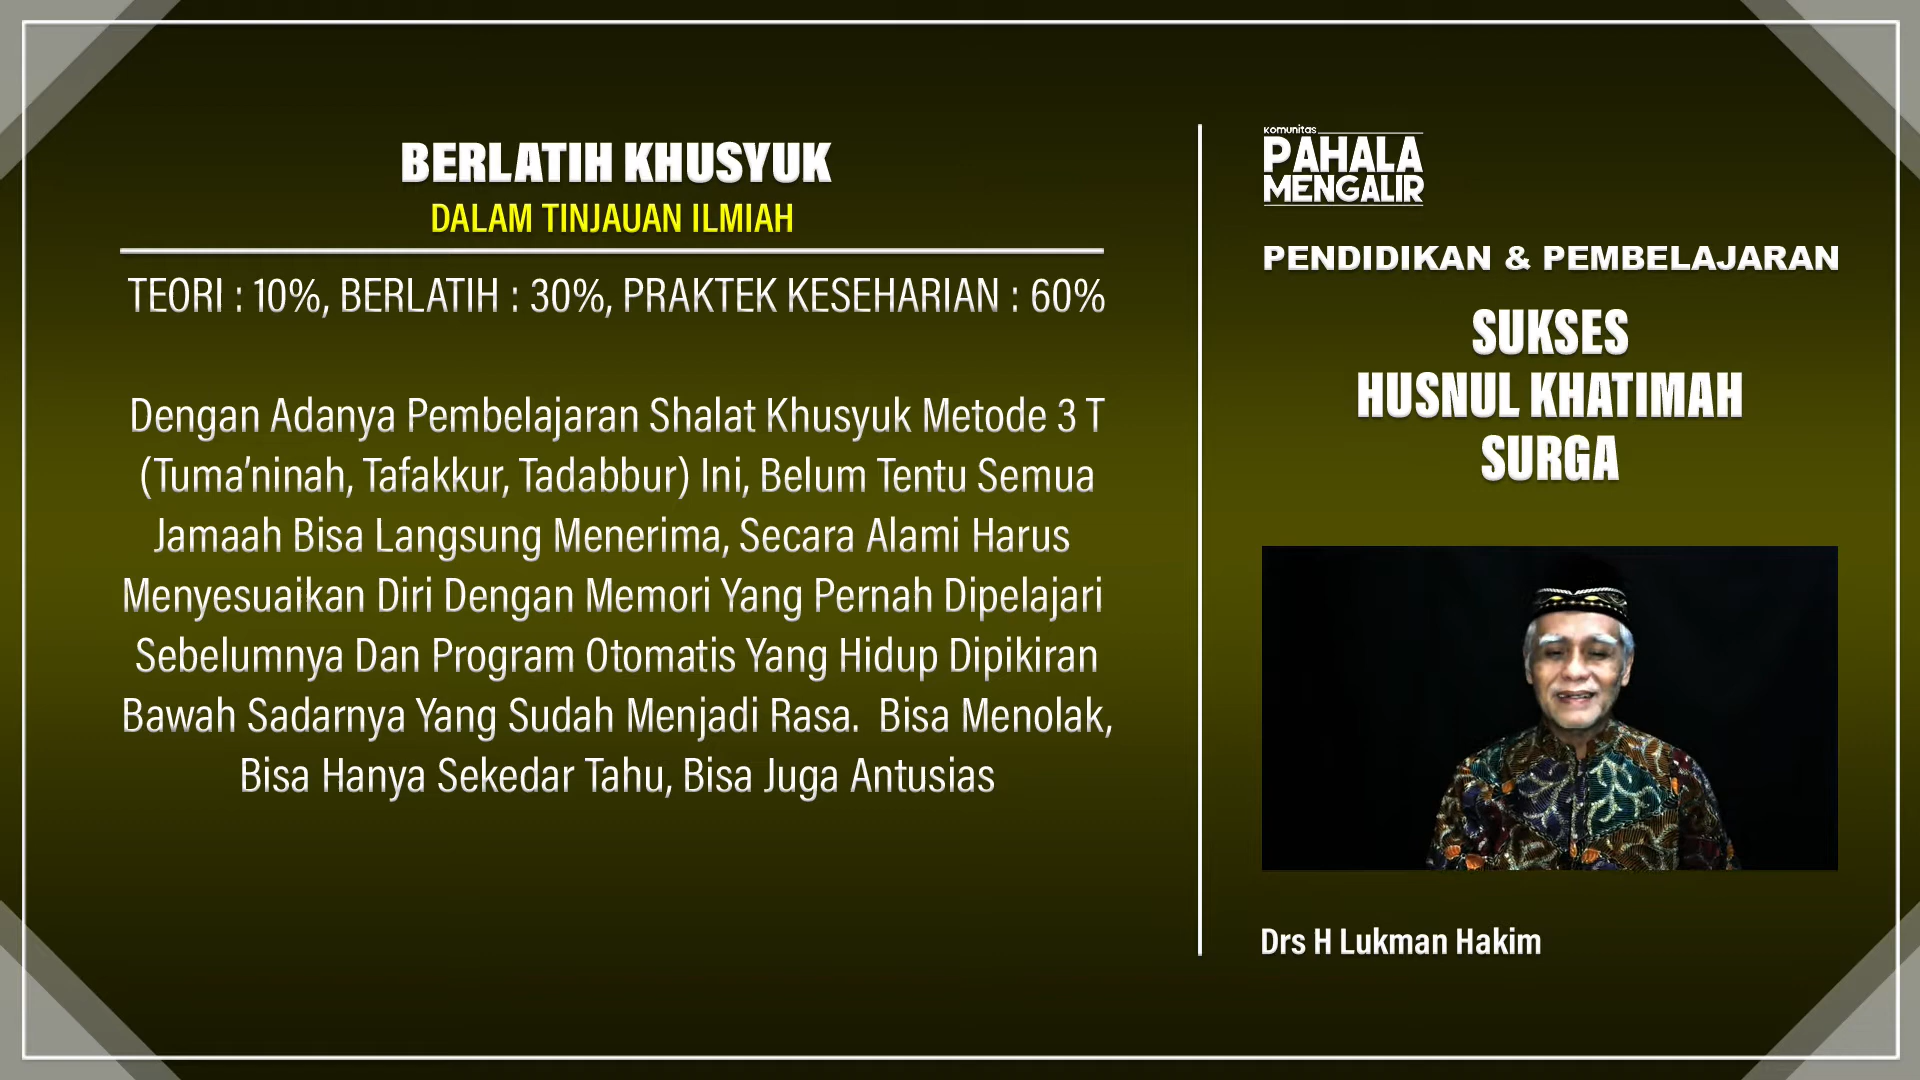 BERLATIH KHUSYUK
DALAM TINJAUAN ILMIAH
TEORI : 10%, BERLATIH : 30%, PRAKTEK KESEHARIAN : 60%
Dengan Adanya Pembelajaran Shalat Khusyuk Metode 3 T
(Tuma’ninah, Tafakkur, Tadabbur) Ini, Belum Tentu Semua
Jamaah Bisa Langsung Menerima, Secara Alami Harus
Menyesuaikan Diri Dengan Memori Yang Pernah Dipelajari
Sebelumnya Dan Program Otomatis Yang Hidup Dipikiran
Bawah Sadarnya Yang Sudah Menjadi Rasa.  Bisa Menolak,
Bisa Hanya Sekedar Tahu, Bisa Juga Antusias
Komunitas
PAHALA
MENGALIR
PENDIDIKAN & PEMBELAJARAN
SUKSES
HUSNUL KHATIMAH
SURGA
Drs H Lukman Hakim